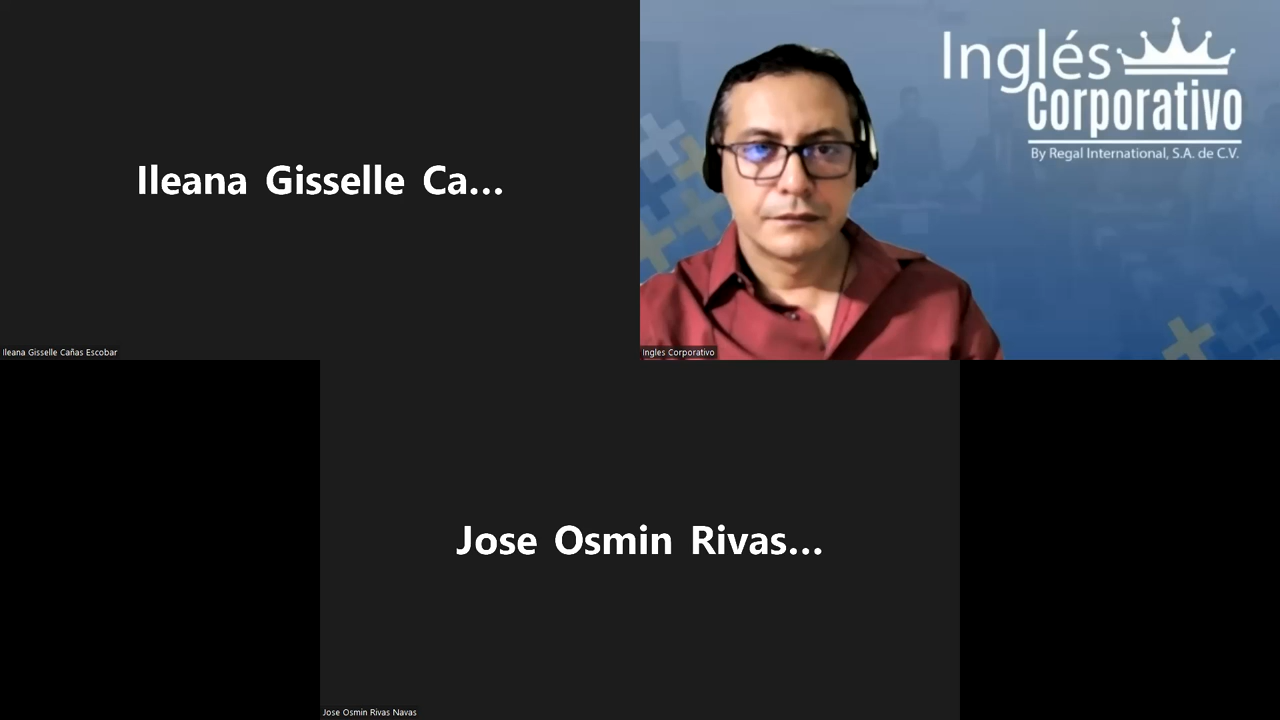 Ileana Gisselle Ca...
Ileana Gisselle Cañas Escobar
Inglés
Corporativo
By Regal International, S.A. de C.V.
Ingles Corporativo
Jose Osmin Rivas...
Jose Osmin Rivas Navas